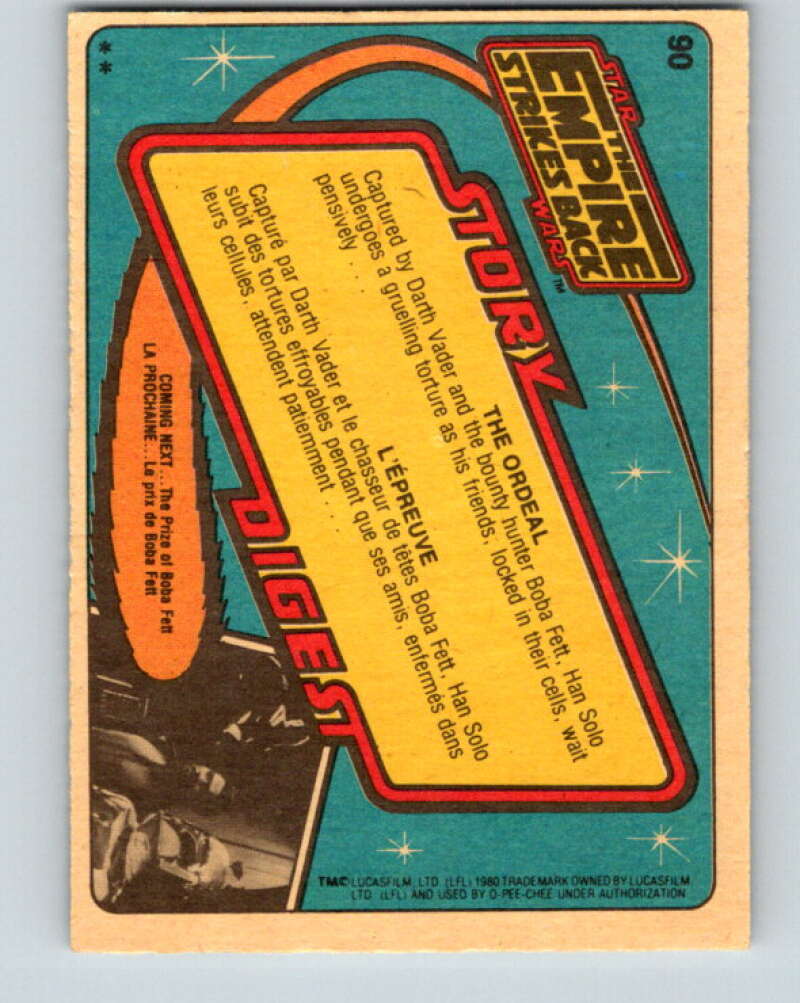 90
STAR
THE
EMPIRE
STRIKES BACK
WARS™
STORY
THE ORDEAL
Captured by Darth Vader and the bounty hunter Boba Fett, Han Solo
undergoes a gruelling torture as his friends, locked in their cells, wait
pensively . . .
L'ÉPREUVE
Capturé par Darth Vader et le chasseur de têtes Boba Fett, Han Solo
subit des tortures effroyables pendant que ses amis, enfermés dans
leurs cellules, attendent patiemment . . .
DIGEST
COMING NEXT... The Prize of Boba Fett
LA PROCHAINE... Le prix de Boba Fett
TM© LUCASFILM, LTD. (LFL) 1980 TRADEMARK OWNED BY LUCASFILM
LTD. (LFL) AND USED BY O-PEE-CHEE UNDER AUTHORIZATION
**